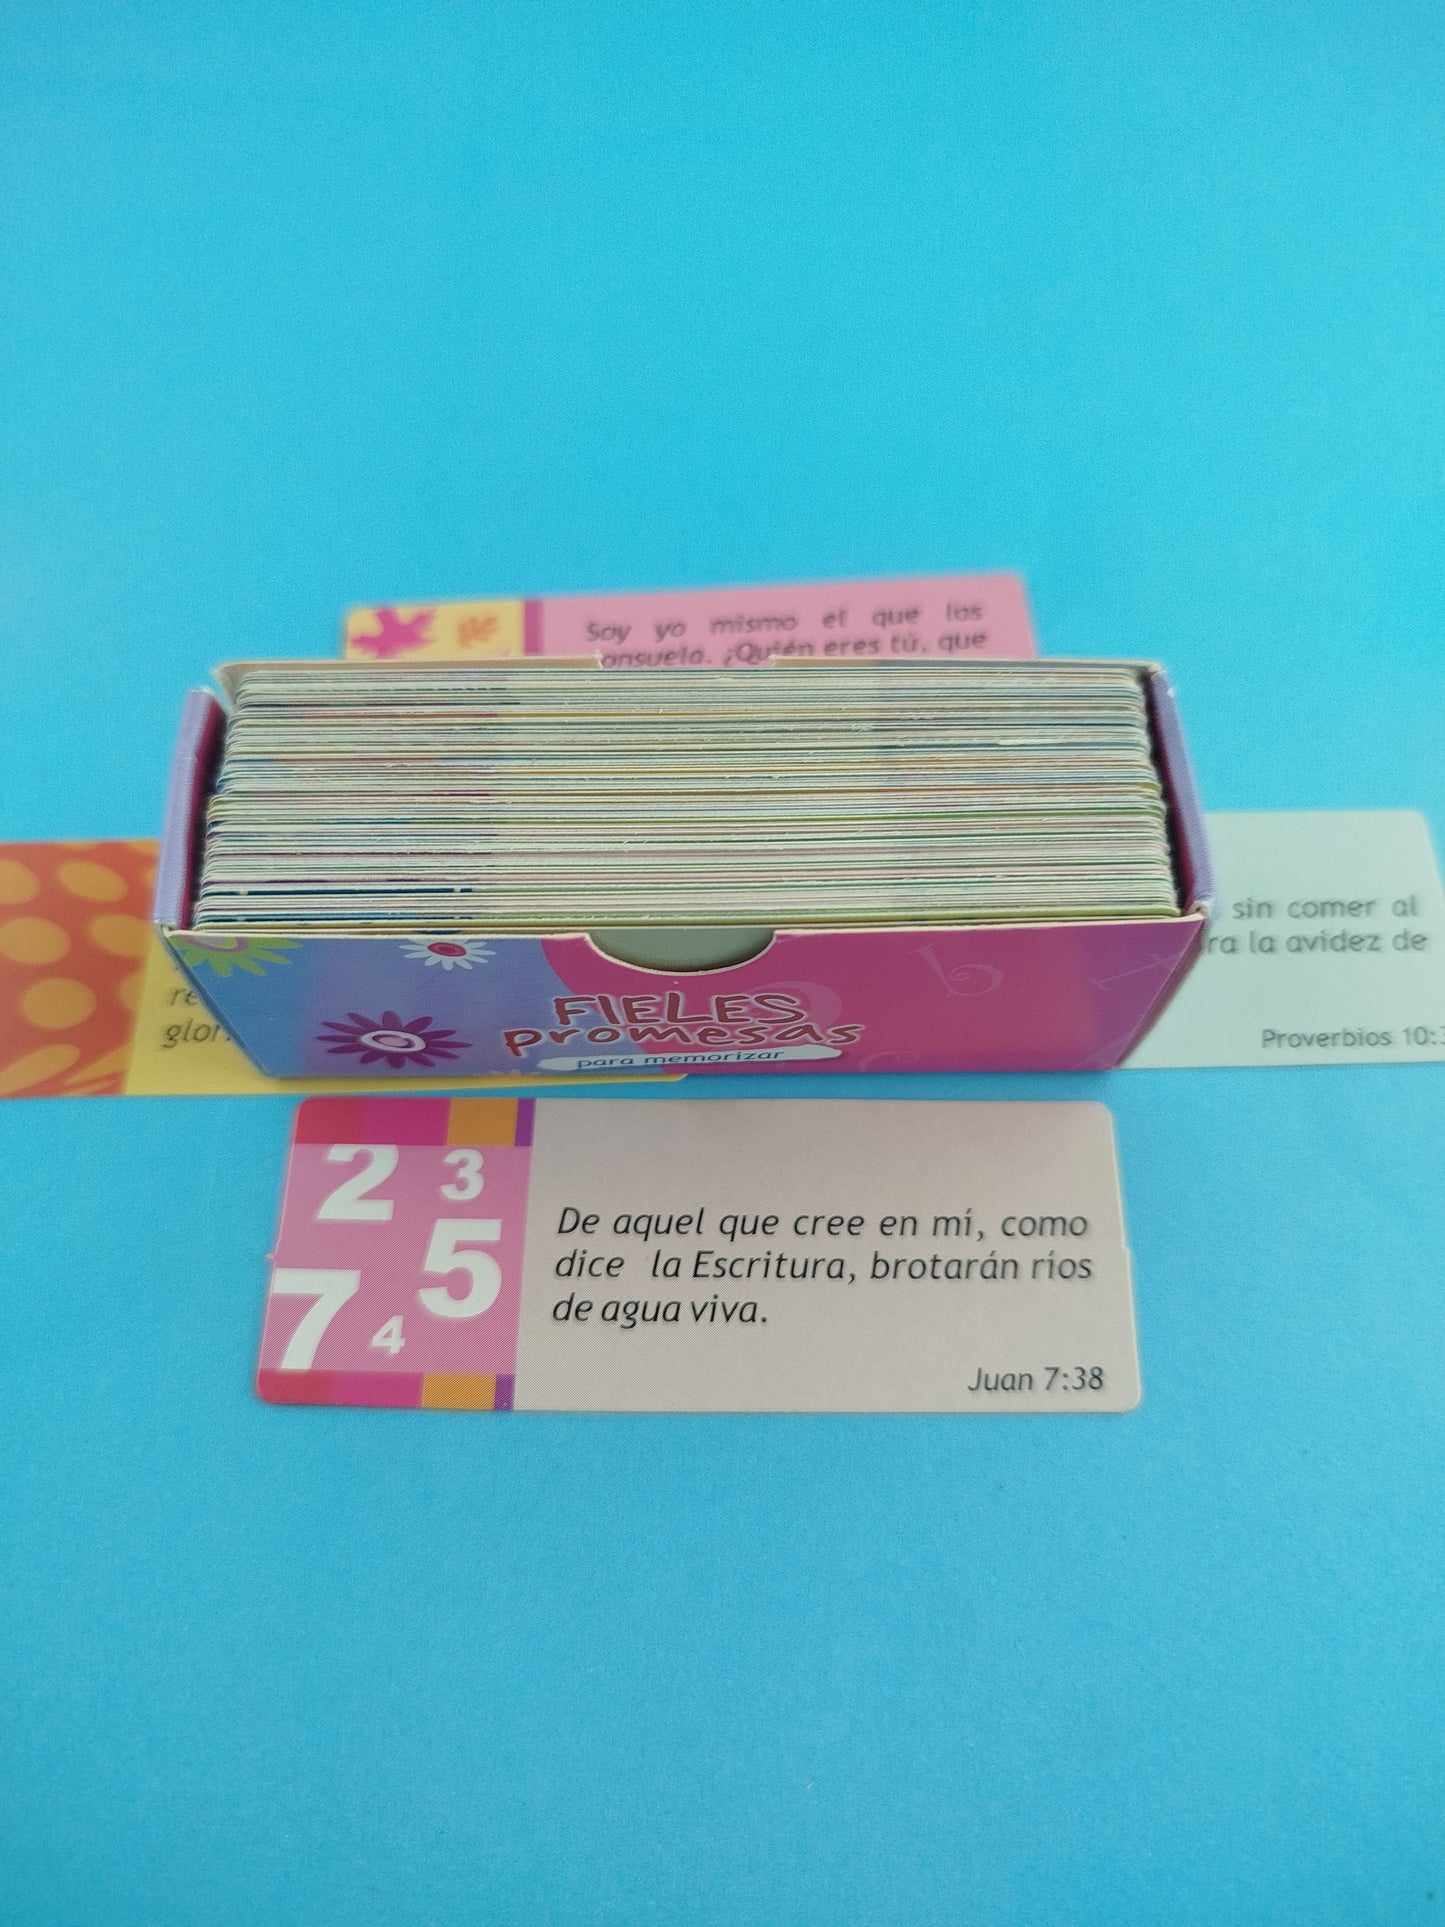 Soy yo mismo el que los
consuela. ¿Quién eres tú, que
sin comer al
la avidez de
Proverbios 10:3
glor
FIELES
promesas
para memorizar
2 3
5
7
4
De aquel que cree en mí, como
dice la Escritura, brotarán ríos
de agua viva.
Juan 7:38